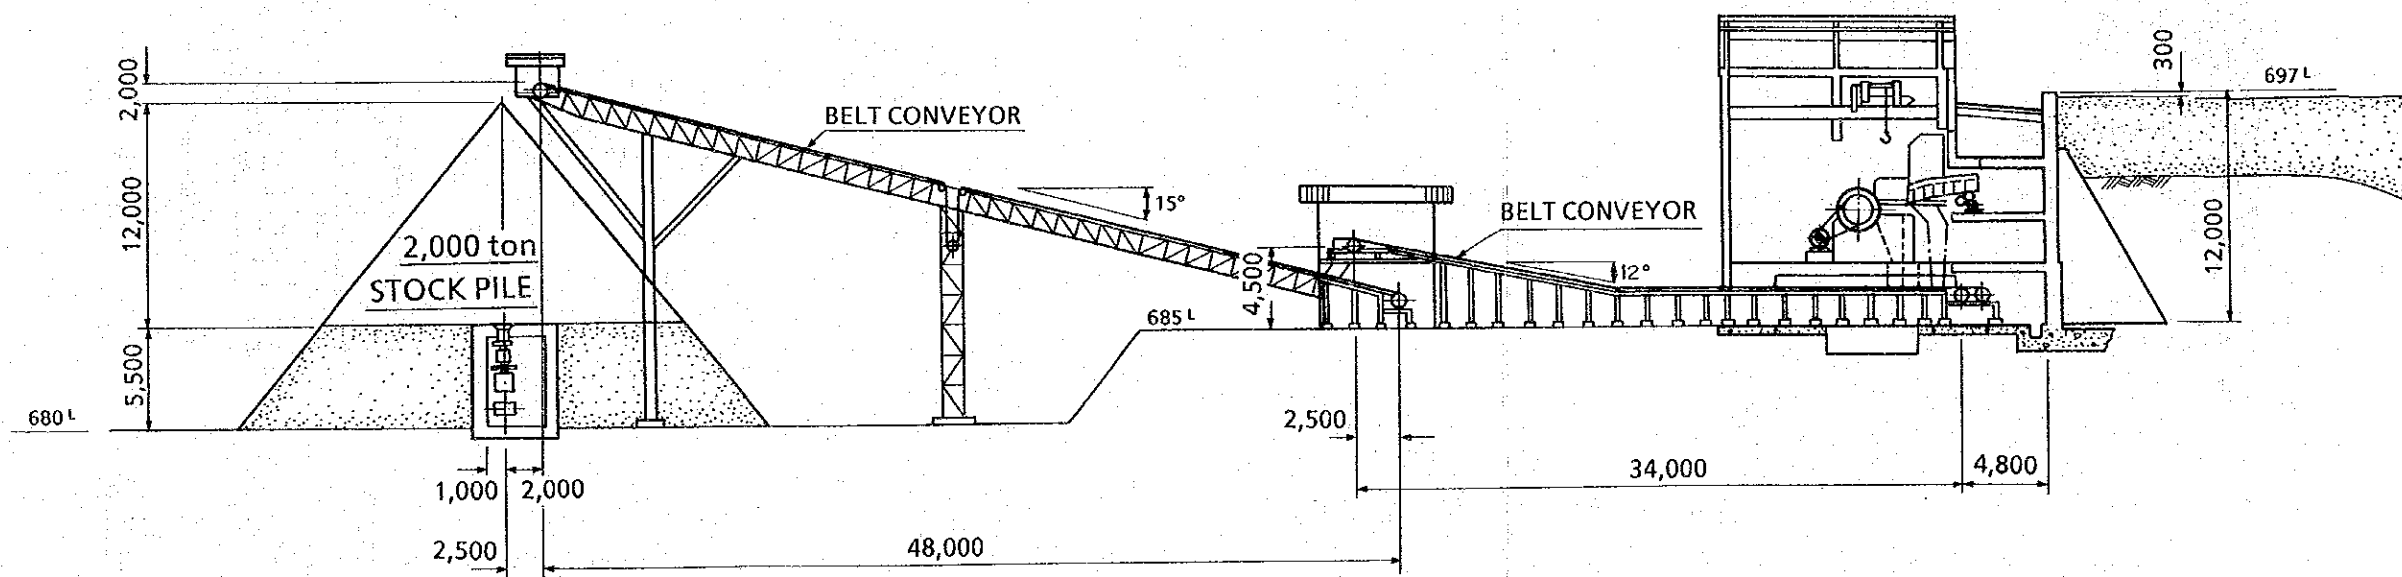 2,000
12,000
5,500
680 L
2,000 ton
STOCK PILE
BELT CONVEYOR
15°
685 L
4,500
BELT CONVEYOR
12°
300
697 L
12,000
1,000
2,000
2,500
48,000
2,500
34,000
4,800